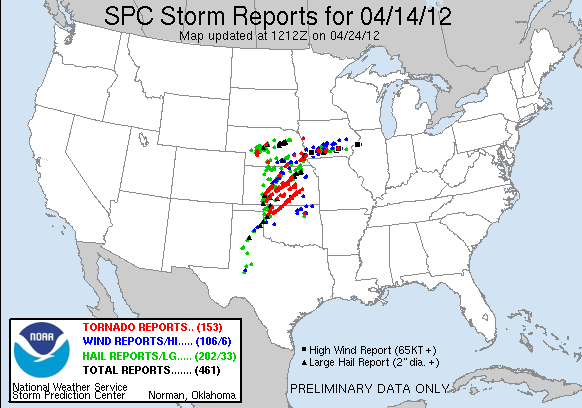 SPC Storm Reports for 04/14/12
Map updated at 1212Z on 04/24/12
NOAA
TORNADO REPORTS.. (153)
WIND REPORTS/HI..... (106/6)
HAIL REPORTS/LG..... (202/33)
TOTAL REPORTS....... (461)
National Weather Service
Storm Prediction Center Norman, Oklahoma
High Wind Report (65KT +)
Large Hail Report (2" dia. +)
PRELIMINARY DATA ONLY